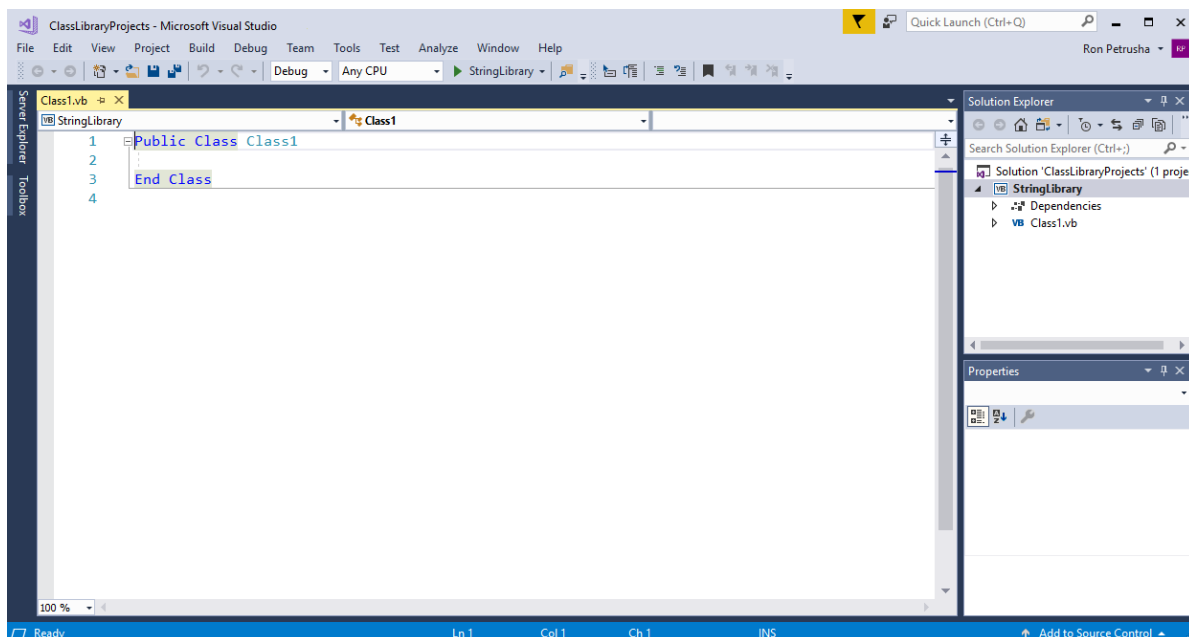 ClassLibraryProjects - Microsoft Visual Studio
Quick Launch (Ctrl+Q)
File Edit View Project Build Debug Team Tools Test Analyze Window Help
Ron Petrusha
RP
Debug Any CPU StringLibrary
Server Explorer
Toolbox
Class1.vb
VB StringLibrary
Class1
1 Public Class Class1
2
3 End Class
4
100 %
Solution Explorer
Search Solution Explorer (Ctrl+;)
Solution 'ClassLibraryProjects' (1 proje
VB StringLibrary
Dependencies
VB Class1.vb
Properties
Ready
Ln 1 Col 1 Ch 1 INS
Add to Source Control